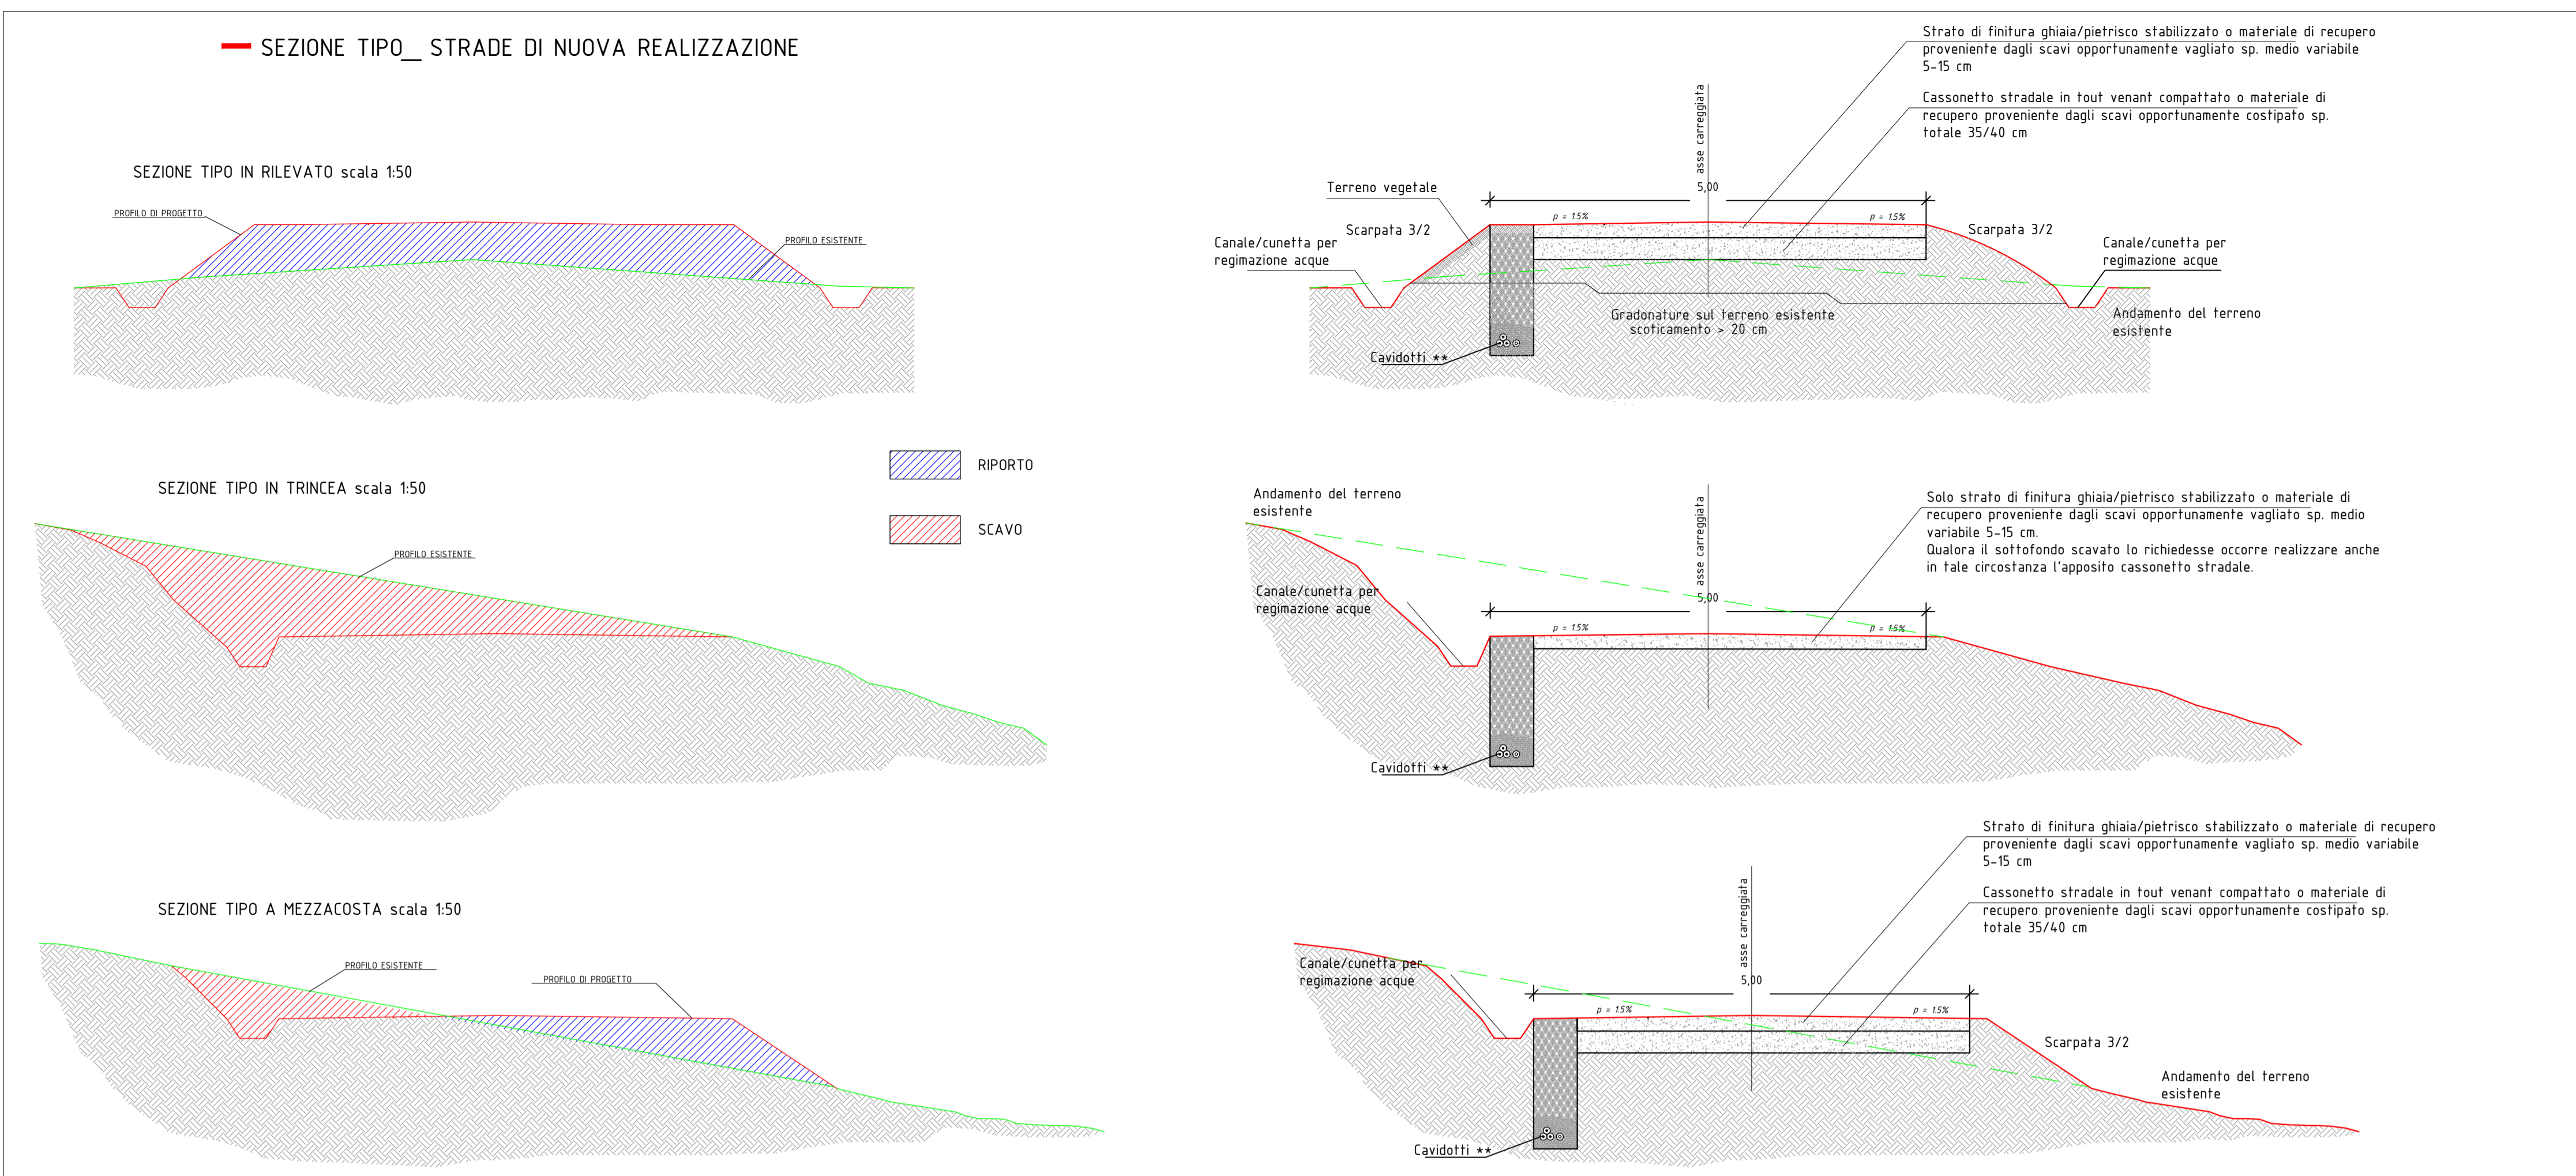 SEZIONE TIPO_ STRADE DI NUOVA REALIZZAZIONE
SEZIONE TIPO IN RILEVATO scala 1:50
PROFILO DI PROGETTO
PROFILO ESISTENTE
Strato di finitura ghiaia/pietrisco stabilizzato o materiale di recupero
proveniente dagli scavi opportunamente vagliato sp. medio variabile
5-15 cm
Cassonetto stradale in tout venant compattato o materiale di
recupero proveniente dagli scavi opportunamente costipato sp.
totale 35/40 cm
asse carreggiata
5,00
Terreno vegetale
Scarpata 3/2
p = 1.5%
p = 1.5%
Scarpata 3/2
Canale/cunetta per
regimazione acque
Canale/cunetta per
regimazione acque
Gradonature sul terreno esistente
scoticamento > 20 cm
Andamento del terreno
esistente
Cavidotti **
RIPORTO
SCAVO
SEZIONE TIPO IN TRINCEA scala 1:50
PROFILO ESISTENTE
Andamento del terreno
esistente
asse carreggiata
5,00
Solo strato di finitura ghiaia/pietrisco stabilizzato o materiale di
recupero proveniente dagli scavi opportunamente vagliato sp. medio
variabile 5-15 cm.
Qualora il sottofondo scavato lo richiedesse occorre realizzare anche
in tale circostanza l'apposito cassonetto stradale.
Canale/cunetta per
regimazione acque
p = 1.5%
p = 1.5%
Cavidotti **
SEZIONE TIPO A MEZZACOSTA scala 1:50
PROFILO ESISTENTE
PROFILO DI PROGETTO
Strato di finitura ghiaia/pietrisco stabilizzato o materiale di recupero
proveniente dagli scavi opportunamente vagliato sp. medio variabile
5-15 cm
Cassonetto stradale in tout venant compattato o materiale di
recupero proveniente dagli scavi opportunamente costipato sp.
totale 35/40 cm
asse carreggiata
5,00
Canale/cunetta per
regimazione acque
p = 1.5%
p = 1.5%
Scarpata 3/2
Andamento del terreno
esistente
Cavidotti **